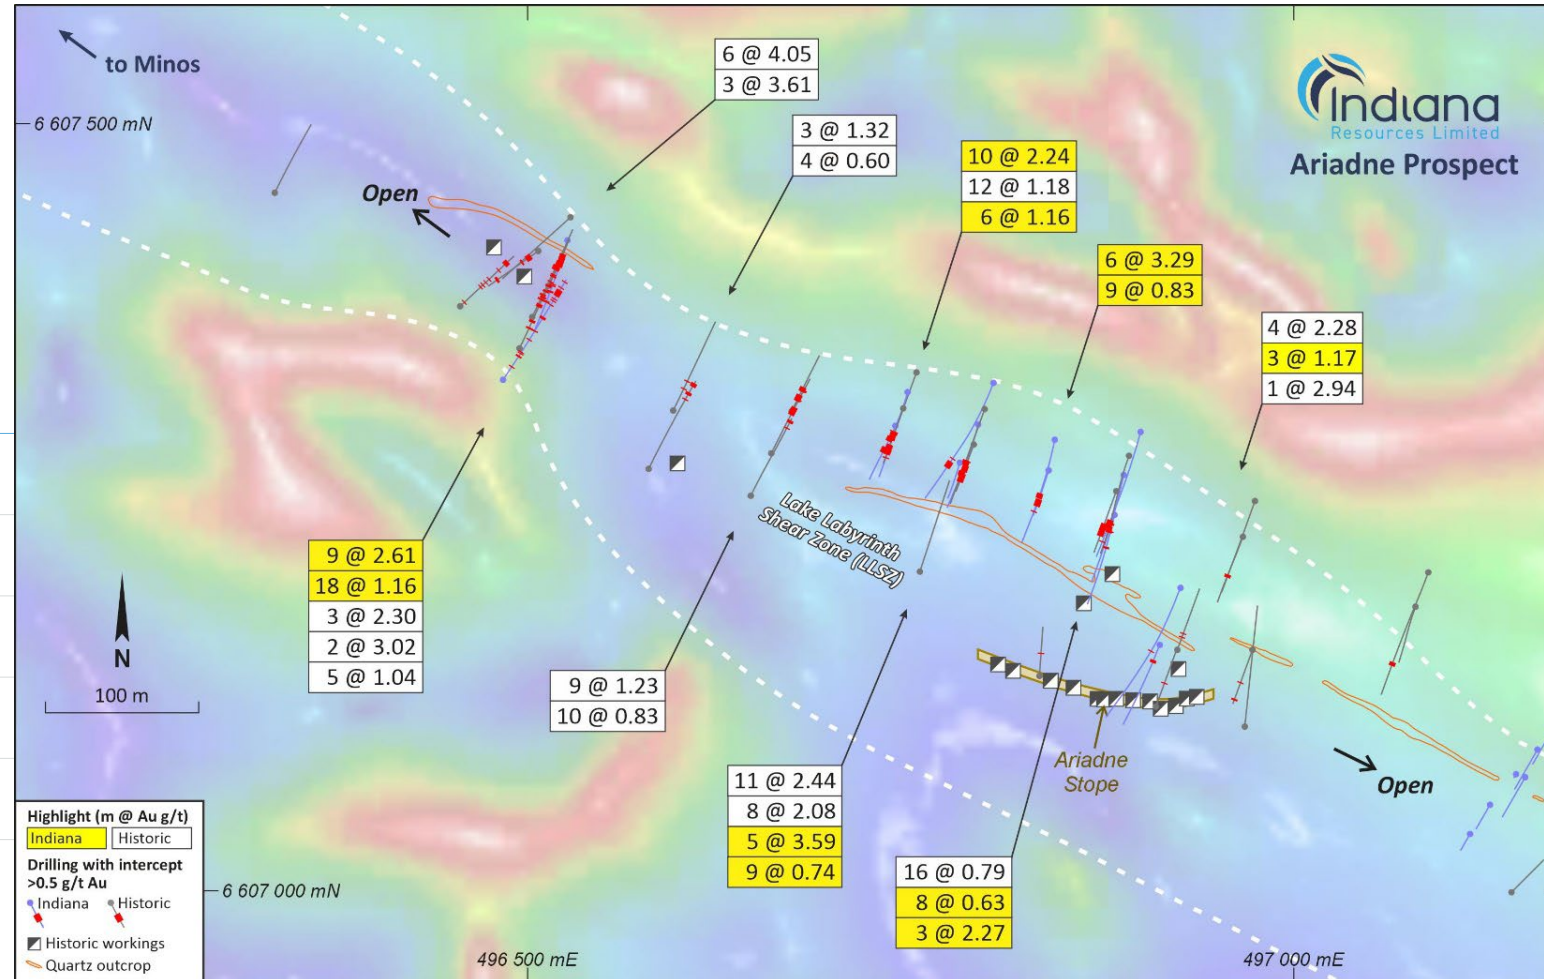 to Minos
6 607 500 mN
Open
6 @ 4.05
3 @ 3.61
3 @ 1.32
4 @ 0.60
10 @ 2.24
12 @ 1.18
6 @ 1.16
6 @ 3.29
9 @ 0.83
4 @ 2.28
3 @ 1.17
1 @ 2.94
Indiana
Resources Limited
Ariadne Prospect
Lake Labyrinth
Shear Zone (LLSZ)
9 @ 2.61
18 @ 1.16
3 @ 2.30
2 @ 3.02
5 @ 1.04
N
100 m
9 @ 1.23
10 @ 0.83
11 @ 2.44
8 @ 2.08
5 @ 3.59
9 @ 0.74
16 @ 0.79
8 @ 0.63
3 @ 2.27
Ariadne
Stope
Open
Highlight (m @ Au g/t)
Indiana Historic
Drilling with intercept
>0.5 g/t Au
Indiana Historic
Historic workings
Quartz outcrop
6 607 000 mN
496 500 mE
497 000 mE